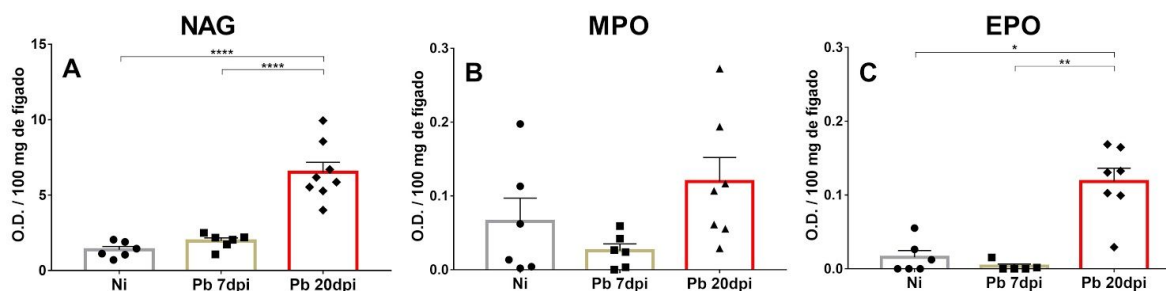 NAG
A
****
****
O.D. / 100 mg de fígado
15
10
5
0
Ni
Pb 7dpi
Pb 20dpi
MPO
B
O.D. / 100 mg de fígado
0.3
0.2
0.1
0.0
Ni
Pb 7dpi
Pb 20dpi
EPO
C
*
**
O.D. / 100 mg de fígado
0.3
0.2
0.1
0.0
Ni
Pb 7dpi
Pb 20dpi